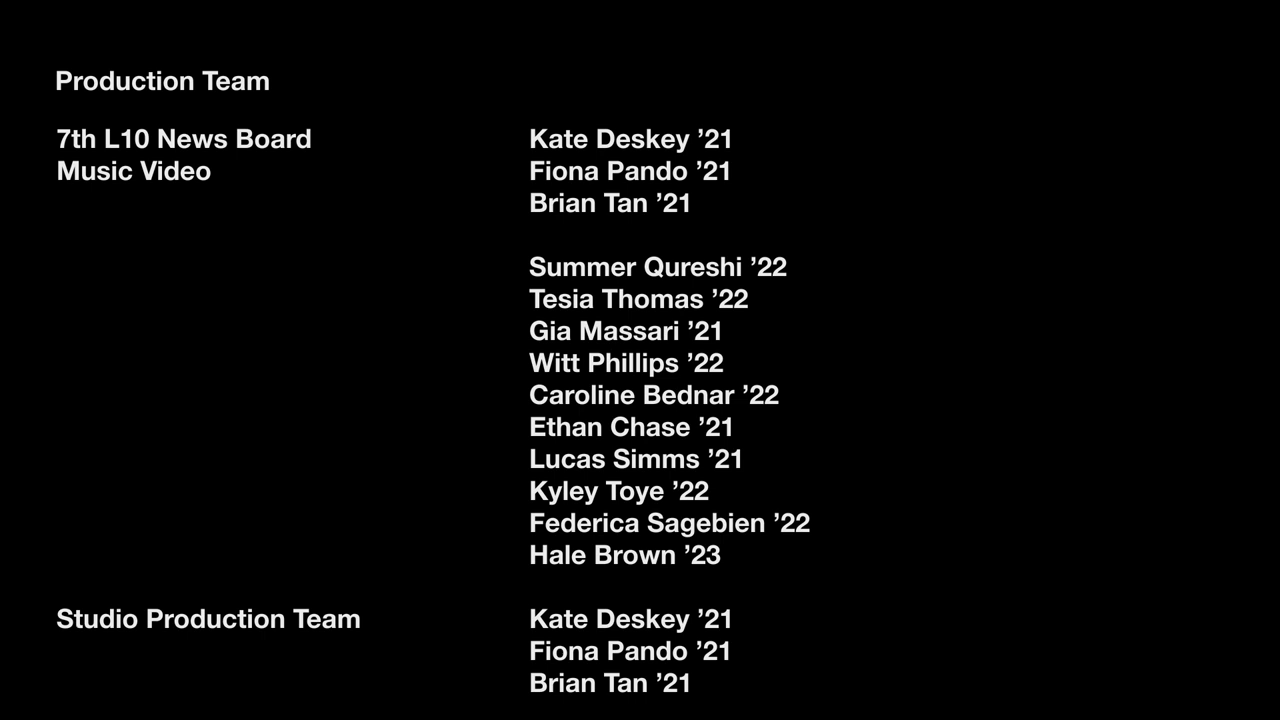 Production Team
7th L10 News Board Kate Deskey ’21
Music Video Fiona Pando ’21
Brian Tan ’21
Summer Qureshi ’22
Tesia Thomas ’22
Gia Massari ’21
Witt Phillips ’22
Caroline Bednar ’22
Ethan Chase ’21
Lucas Simms ’21
Kyley Toye ’22
Federica Sagebien ’22
Hale Brown ’23
Studio Production Team Kate Deskey ’21
Fiona Pando ’21
Brian Tan ’21